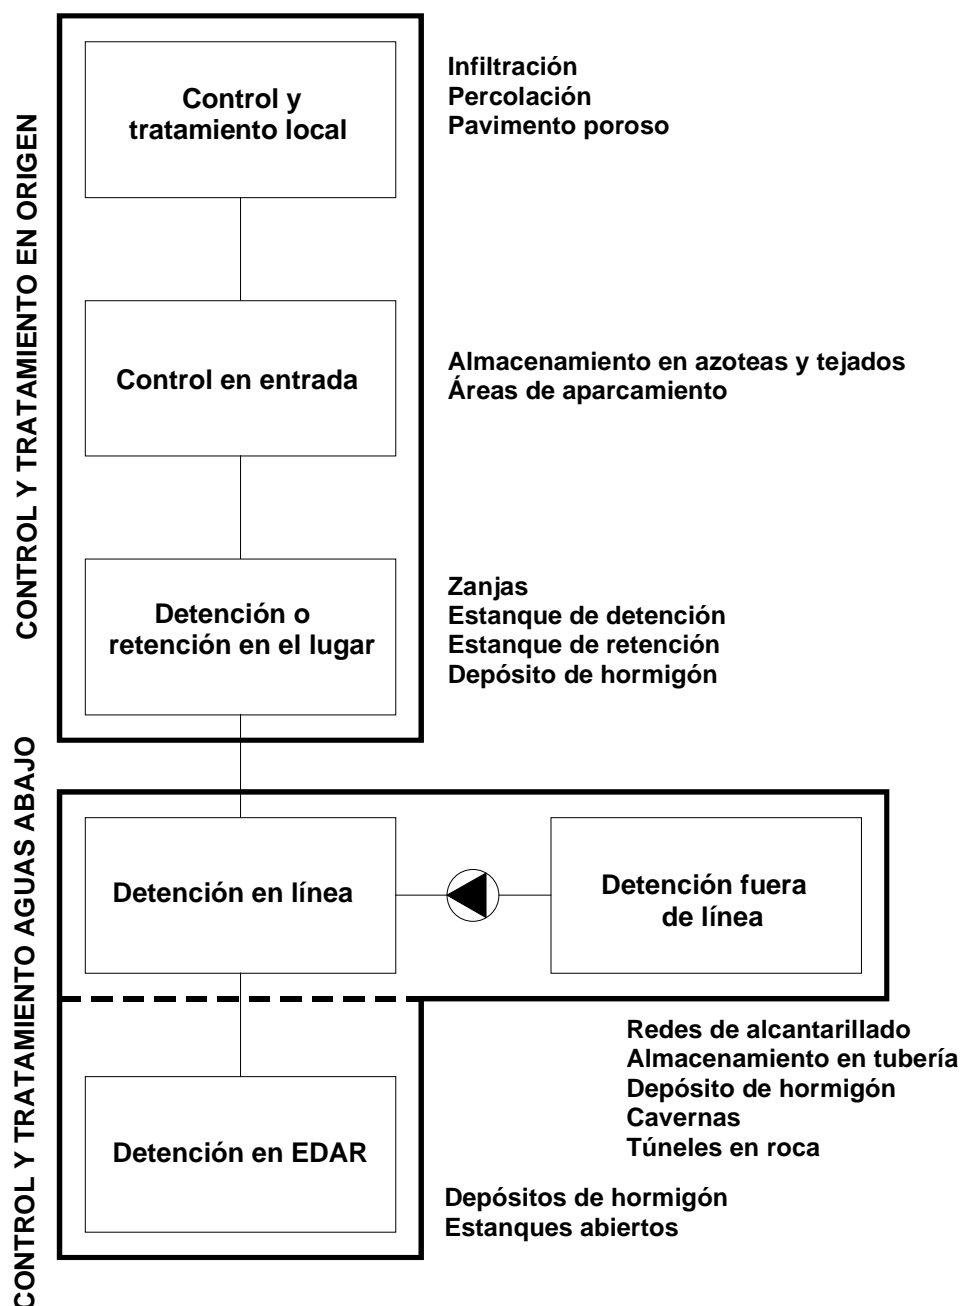 CONTROL Y TRATAMIENTO EN ORIGEN
Control y
tratamiento local
Infiltración
Percolación
Pavimento poroso
Control en entrada
Almacenamiento en azoteas y tejados
Áreas de aparcamiento
Detención o
retención en el lugar
Zanjas
Estanque de detención
Estanque de retención
Depósito de hormigón
CONTROL Y TRATAMIENTO AGUAS ABAJO
Detención en línea
Detención fuera
de línea
Redes de alcantarillado
Almacenamiento en tubería
Depósito de hormigón
Cavernas
Túneles en roca
Detención en EDAR
Depósitos de hormigón
Estanques abiertos